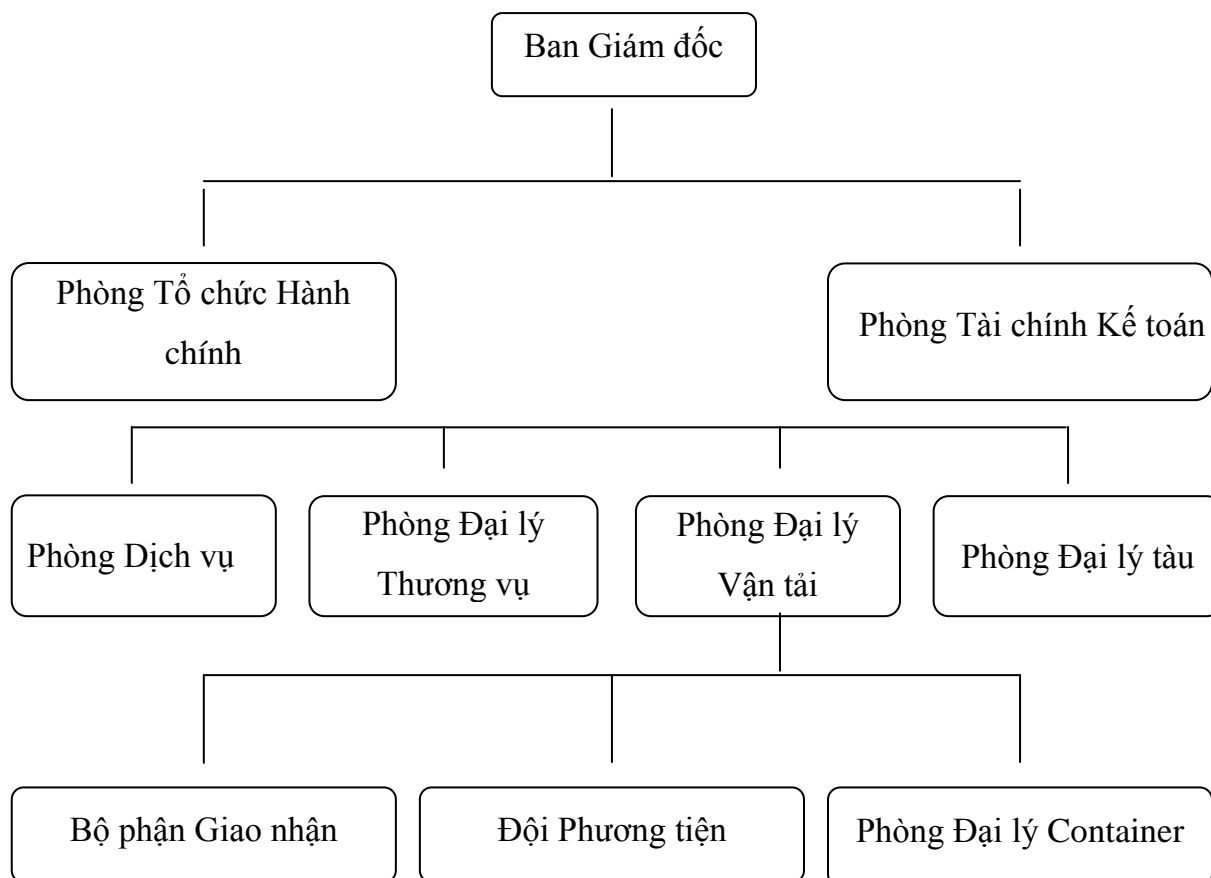 Ban Giám đốc
Phòng Tổ chức Hành
chính
Phòng Tài chính Kế toán
Phòng Dịch vụ
Phòng Đại lý
Thương vụ
Phòng Đại lý
Vận tải
Phòng Đại lý tàu
Bộ phận Giao nhận
Đội Phương tiện
Phòng Đại lý Container